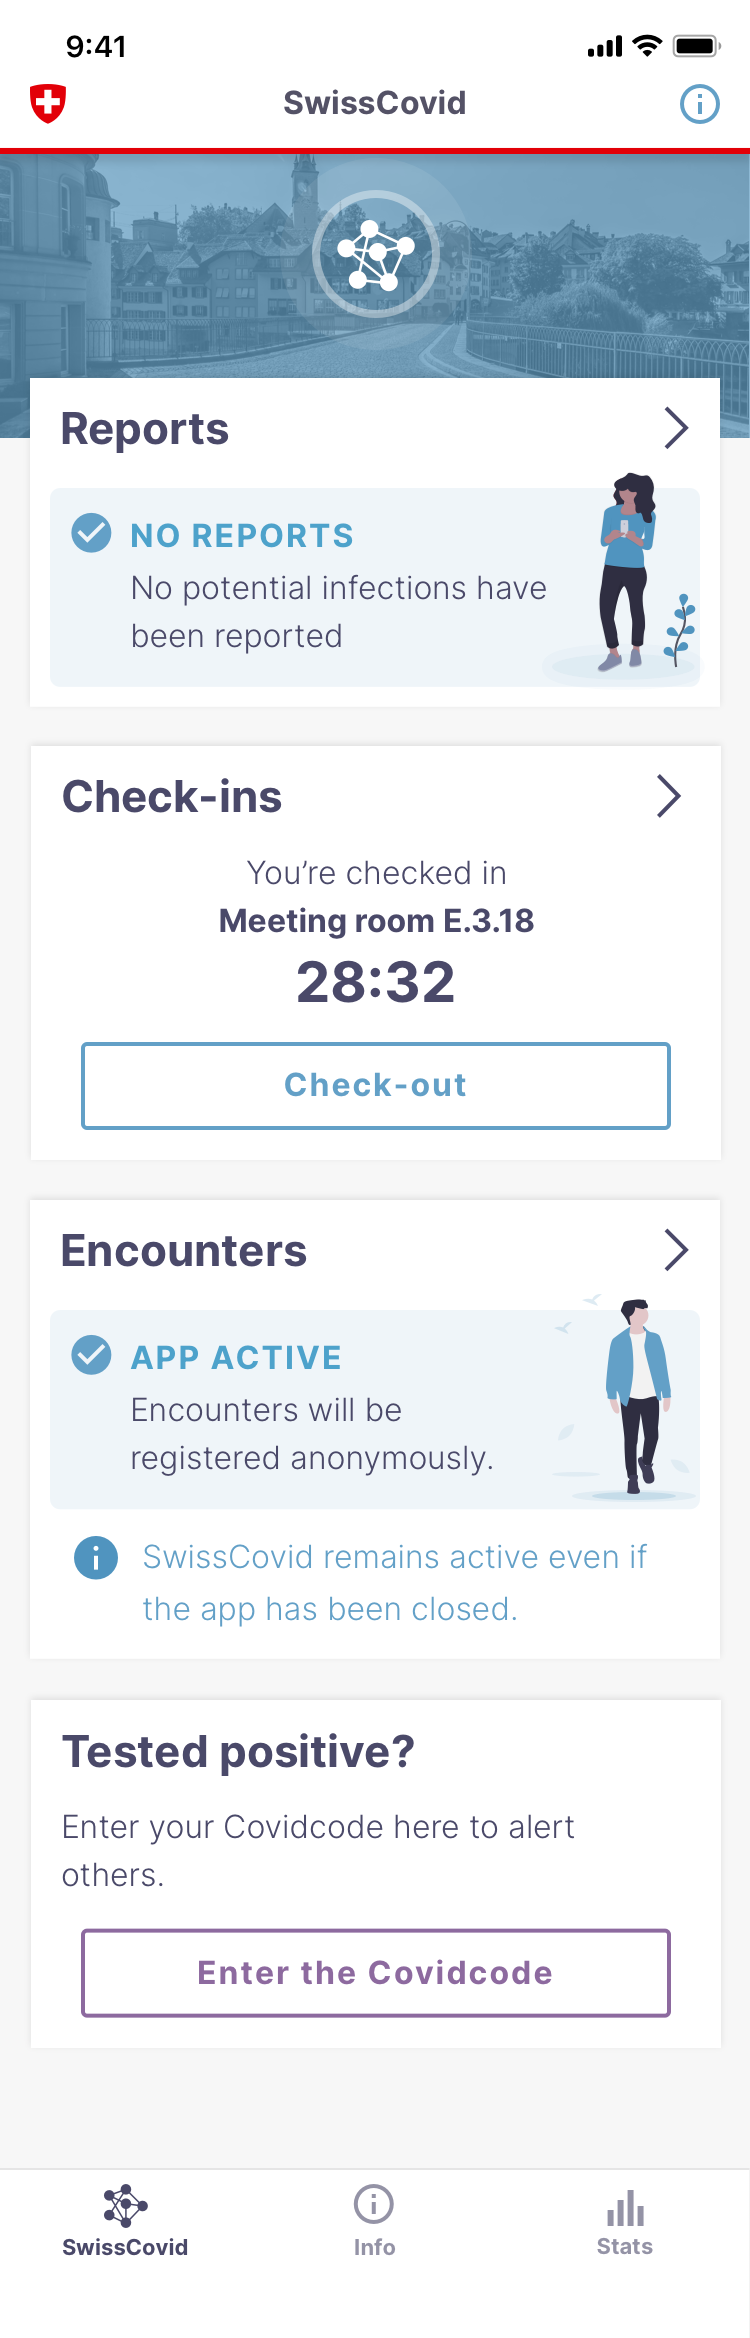 9:41
SwissCovid
Reports
NO REPORTS
No potential infections have
been reported
Check-ins
You’re checked in
Meeting room E.3.18
28:32
Check-out
Encounters
APP ACTIVE
Encounters will be
registered anonymously.
SwissCovid remains active even if
the app has been closed.
Tested positive?
Enter your Covidcode here to alert
others.
Enter the Covidcode
SwissCovid
Info
Stats